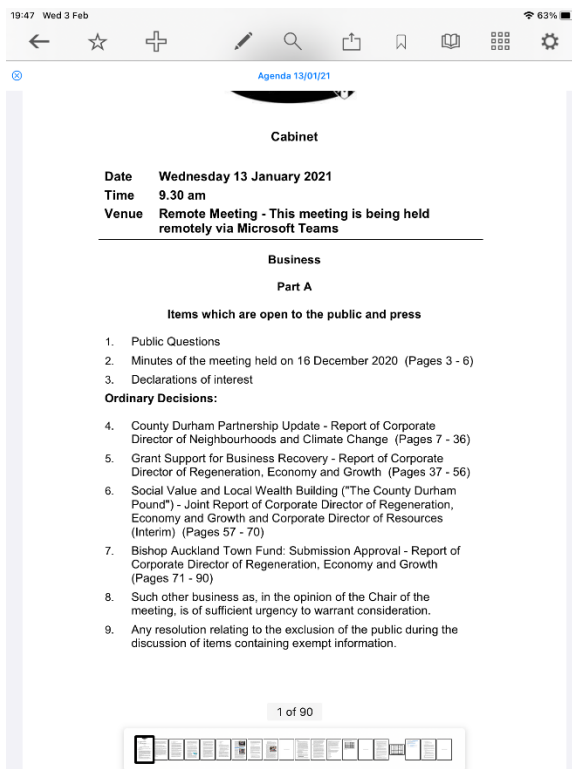 19:47 Wed 3 Feb
63%
Agenda 13/01/21
Cabinet
Date Wednesday 13 January 2021
Time 9.30 am
Venue Remote Meeting - This meeting is being held
remotely via Microsoft Teams
Business
Part A
Items which are open to the public and press
1. Public Questions
2. Minutes of the meeting held on 16 December 2020 (Pages 3 - 6)
3. Declarations of interest
Ordinary Decisions:
4. County Durham Partnership Update - Report of Corporate
Director of Neighbourhoods and Climate Change (Pages 7 - 36)
5. Grant Support for Business Recovery - Report of Corporate
Director of Regeneration, Economy and Growth (Pages 37 - 56)
6. Social Value and Local Wealth Building ("The County Durham
Pound") - Joint Report of Corporate Director of Regeneration,
Economy and Growth and Corporate Director of Resources
(Interim) (Pages 57 - 70)
7. Bishop Auckland Town Fund: Submission Approval - Report of
Corporate Director of Regeneration, Economy and Growth
(Pages 71 - 90)
8. Such other business as, in the opinion of the Chair of the
meeting, is of sufficient urgency to warrant consideration.
9. Any resolution relating to the exclusion of the public during the
discussion of items containing exempt information.
1 of 90